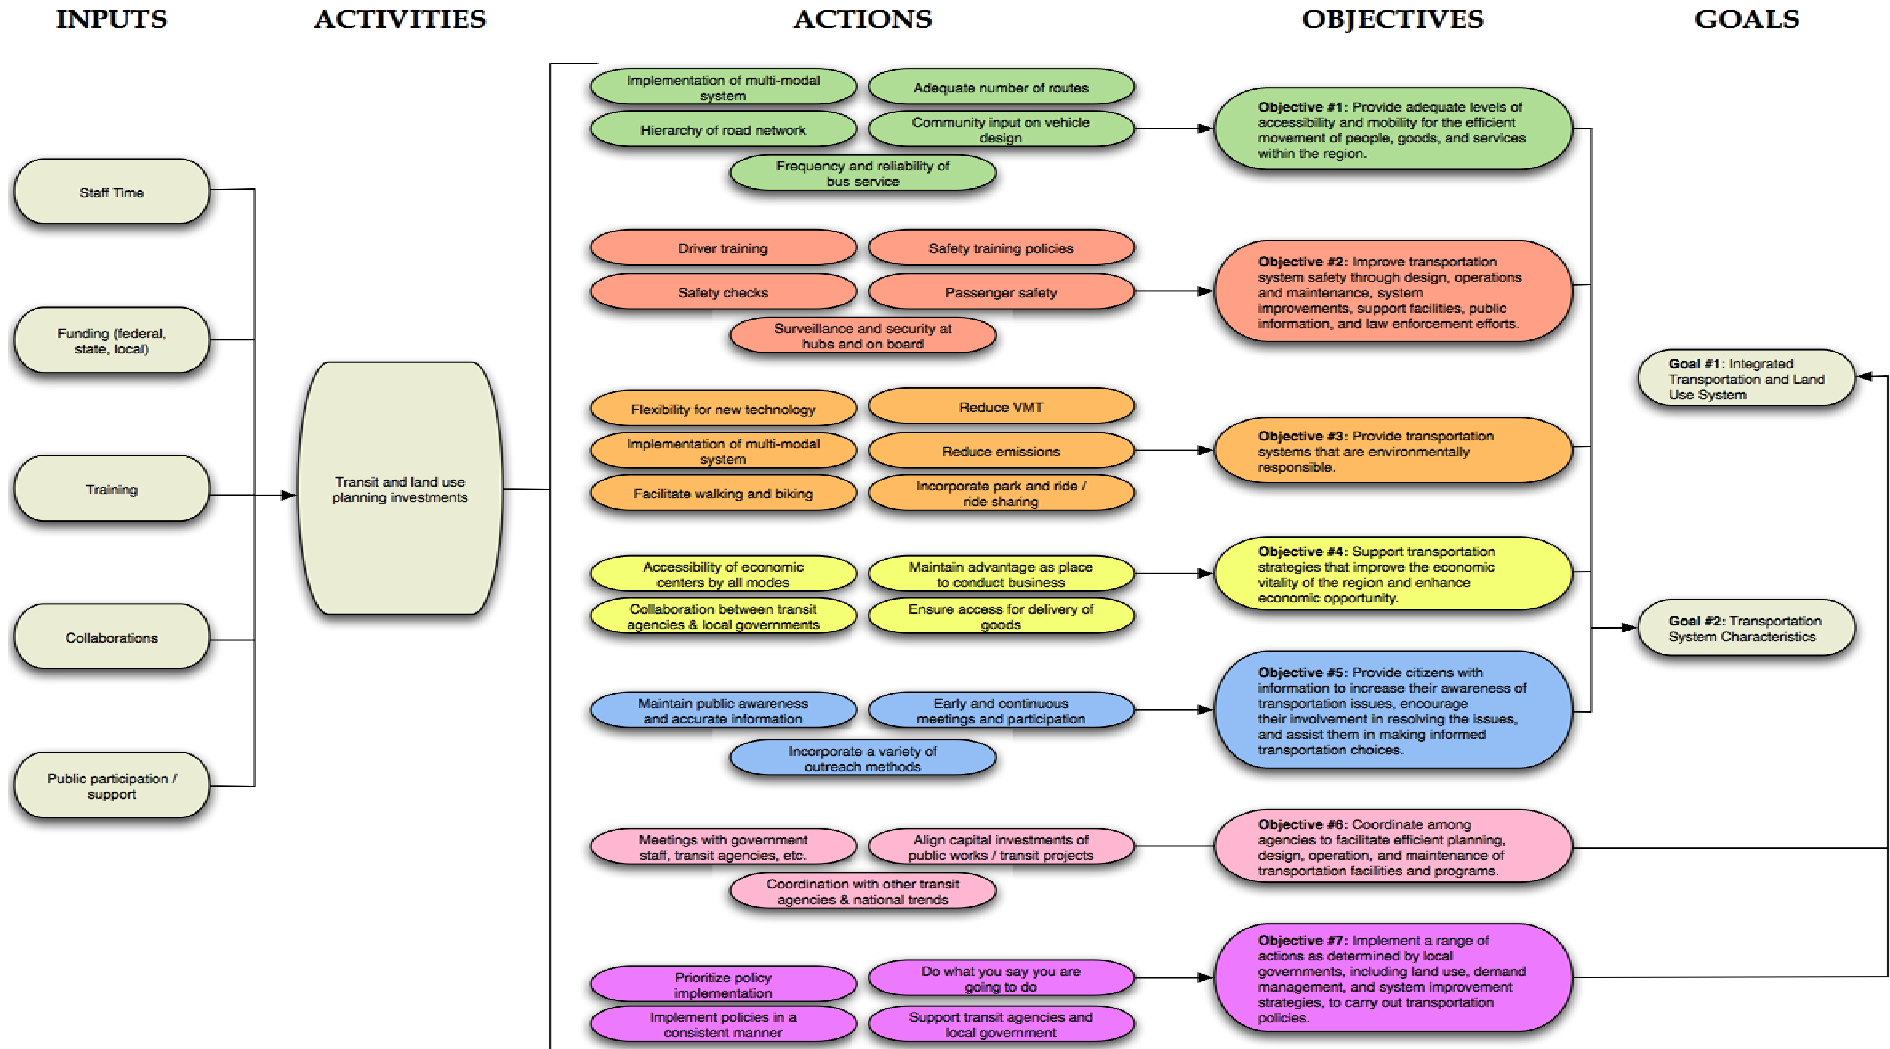 INPUTS
ACTIVITIES
ACTIONS
OBJECTIVES
GOALS
Staff Time
Funding (federal,
state, local)
Training
Collaborations
Public participation /
support
Transit and land use
planning investments
Implementation of multi-modal
system
Adequate number of routes
Hierarchy of road network
Community input on vehicle
design
Frequency and reliability of
bus service
Driver training
Safety training policies
Safety checks
Passenger safety
Surveillance and security at
hubs and on board
Flexibility for new technology
Reduce VMT
Implementation of multi-modal
system
Reduce emissions
Facilitate walking and biking
Incorporate park and ride /
ride sharing
Accessibility of economic
centers by all modes
Maintain advantage as place
to conduct business
Collaboration between transit
agencies & local governments
Ensure access for delivery of
goods
Maintain public awareness
and accurate information
Early and continuous
meetings and participation
Incorporate a variety of
outreach methods
Meetings with government
staff, transit agencies, etc.
Align capital investments of
public works / transit projects
Coordination with other transit
agencies & national trends
Prioritize policy
implementation
Do what you say you are
going to do
Implement policies in a
consistent manner
Support transit agencies and
local government
Objective #1: Provide adequate levels of
accessibility and mobility for the efficient
movement of people, goods, and services
within the region.
Objective #2: Improve transportation
system safety through design, operations
and maintenance, system
improvements, support facilities, public
information, and law enforcement efforts.
Objective #3: Provide transportation
systems that are environmentally
responsible.
Objective #4: Support transportation
strategies that improve the economic
vitality of the region and enhance
economic opportunity.
Objective #5: Provide citizens with
information to increase their awareness of
transportation issues, encourage
their involvement in resolving the issues,
and assist them in making informed
transportation choices.
Objective #6: Coordinate among
agencies to facilitate efficient planning,
design, operation, and maintenance of
transportation facilities and programs.
Objective #7: Implement a range of
actions as determined by local
governments, including land use, demand
management, and system improvement
strategies, to carry out transportation
policies.
Goal #1: Integrated
Transportation and Land
Use System
Goal #2: Transportation
System Characteristics